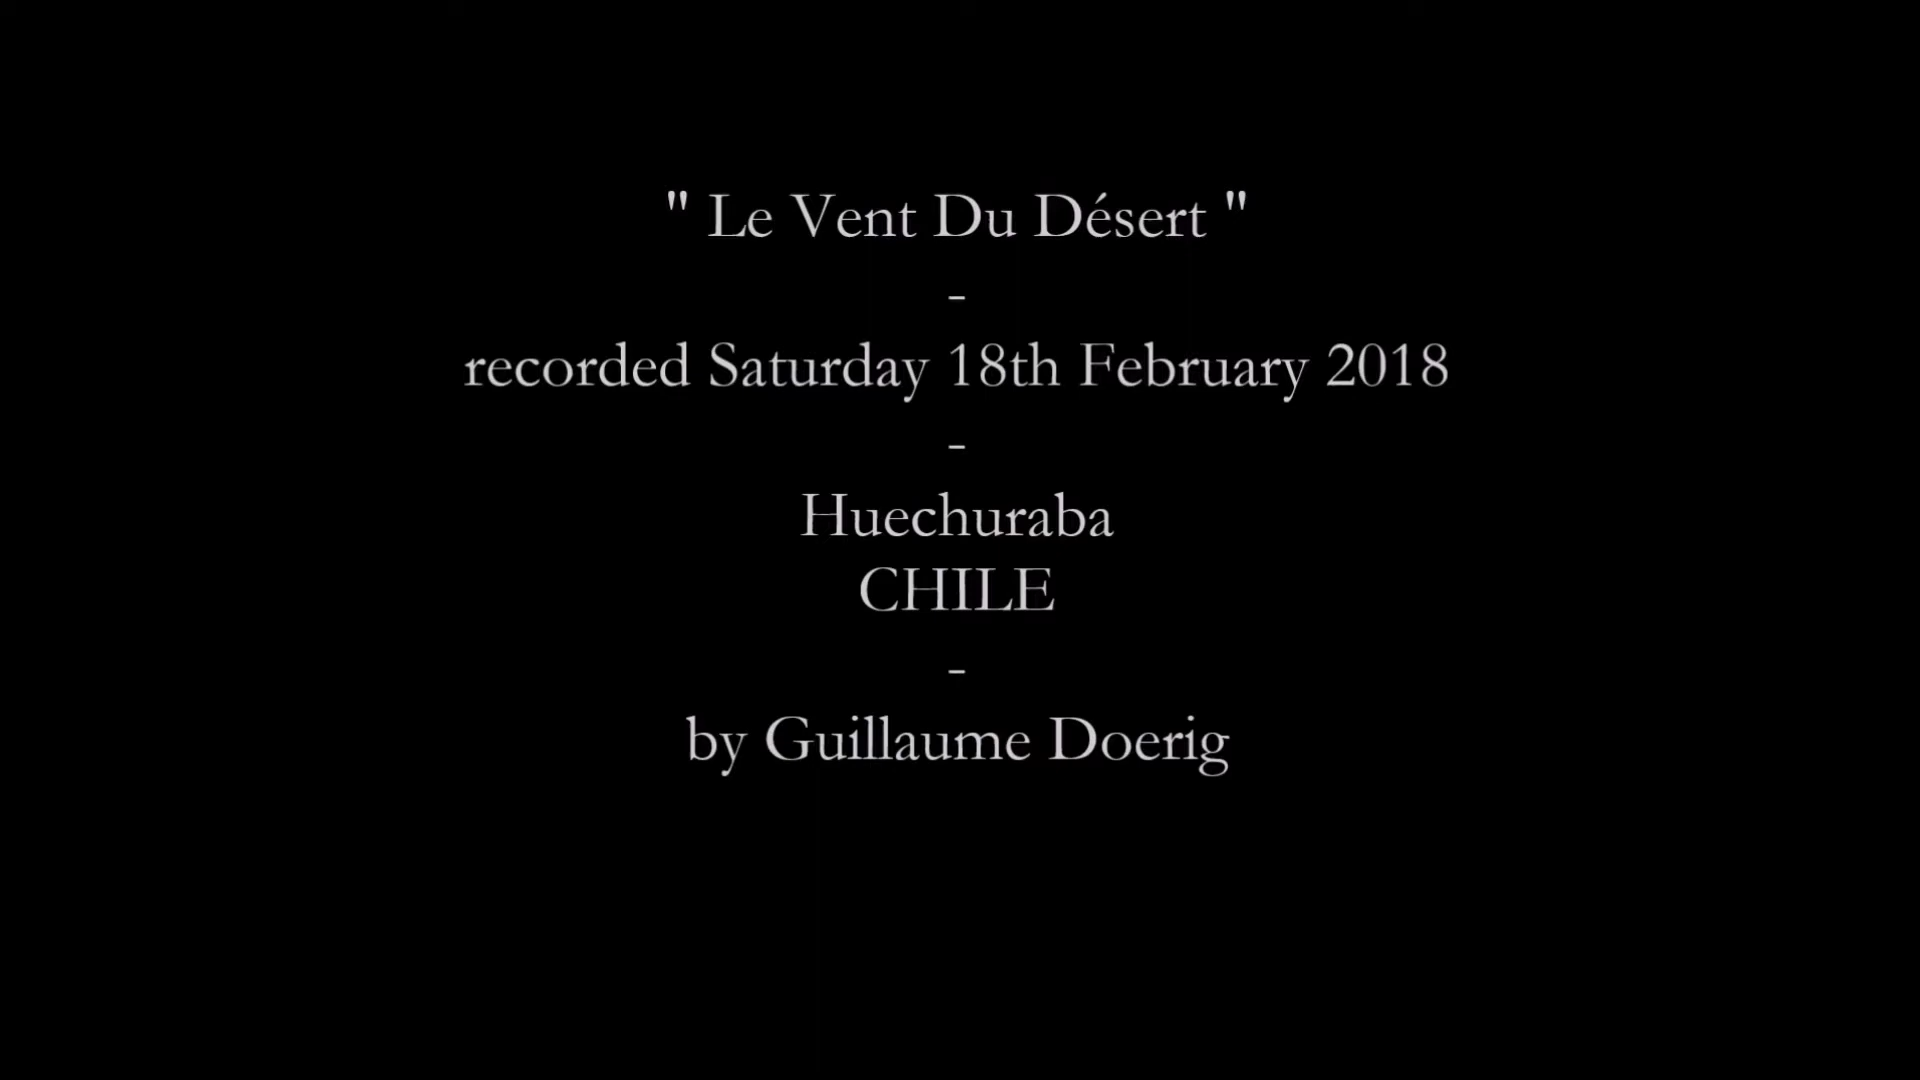 " Le Vent Du Désert "
-
recorded Saturday 18th February 2018
-
Huechuraba
CHILE
-
by Guillaume Doerig